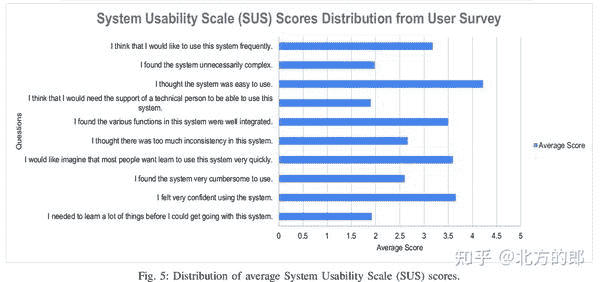 System Usability Scale (SUS) Scores Distribution from User Survey
I think that I would like to use this system frequently.
I found the system unnecessarily complex.
I thought the system was easy to use.
I think that I would need the support of a technical person to be able to use this
system.
I found the various functions in this system were well integrated.
I thought there was too much inconsistency in this system.
I would like imagine that most people want learn to use this system very quickly.
I found the system very cumbersome to use.
I felt very confident using the system.
I needed to learn a lot of things before I could get going with this system.
Questions
Average Score
0 0.5 1 1.5 2 2.5 3 3.5 4 4.5 5
Average Score
知乎 @北方的郎
Fig. 5: Distribution of average System Usability Scale (SUS) scores.